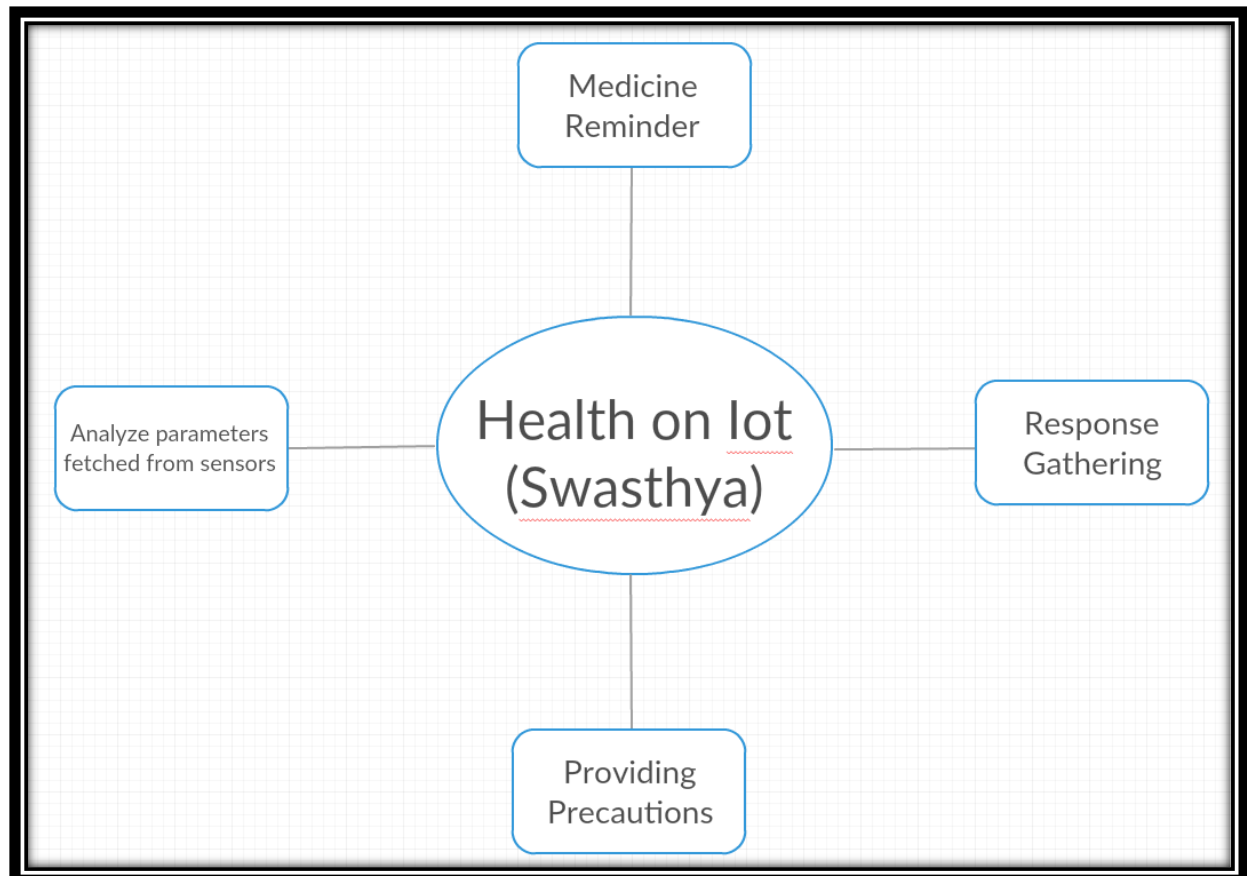 Medicine
Reminder
Analyze parameters
fetched from sensors
Health on Iot
(Swasthya)
Response
Gathering
Providing
Precautions